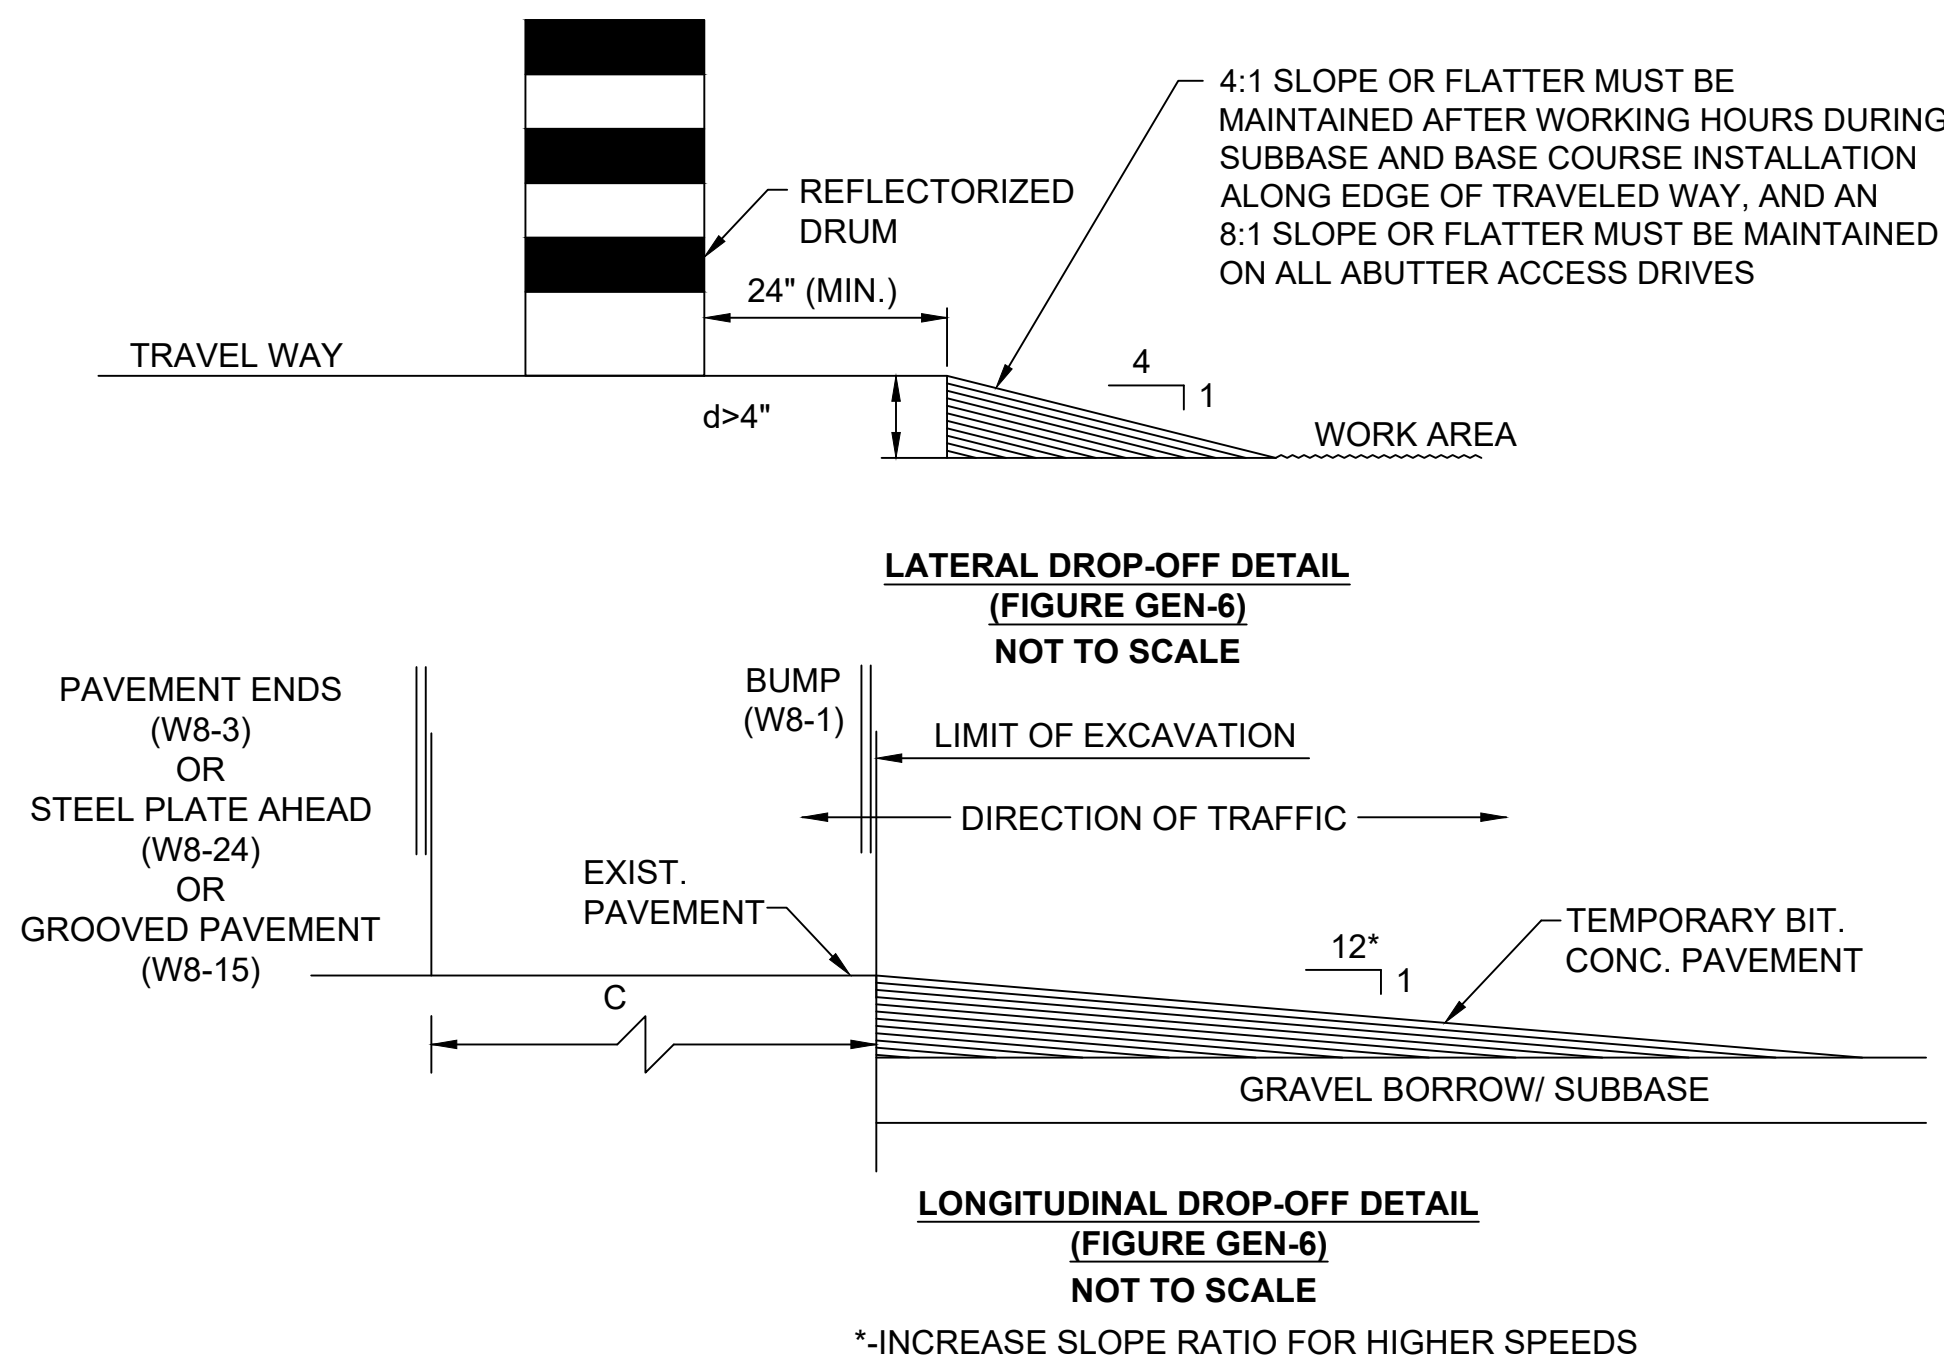 4:1 SLOPE OR FLATTER MUST BE
MAINTAINED AFTER WORKING HOURS DURING
SUBBASE AND BASE COURSE INSTALLATION
ALONG EDGE OF TRAVELED WAY, AND AN
8:1 SLOPE OR FLATTER MUST BE MAINTAINED
ON ALL ABUTTER ACCESS DRIVES
REFLECTORIZED
DRUM
24" (MIN.)
TRAVEL WAY
4
1
d>4"
WORK AREA
LATERAL DROP-OFF DETAIL
(FIGURE GEN-6)
NOT TO SCALE
PAVEMENT ENDS
(W8-3)
OR
STEEL PLATE AHEAD
(W8-24)
OR
GROOVED PAVEMENT
(W8-15)
BUMP
(W8-1)
LIMIT OF EXCAVATION
DIRECTION OF TRAFFIC
EXIST.
PAVEMENT
12*
1
TEMPORARY BIT.
CONC. PAVEMENT
C
GRAVEL BORROW/ SUBBASE
LONGITUDINAL DROP-OFF DETAIL
(FIGURE GEN-6)
NOT TO SCALE
*-INCREASE SLOPE RATIO FOR HIGHER SPEEDS